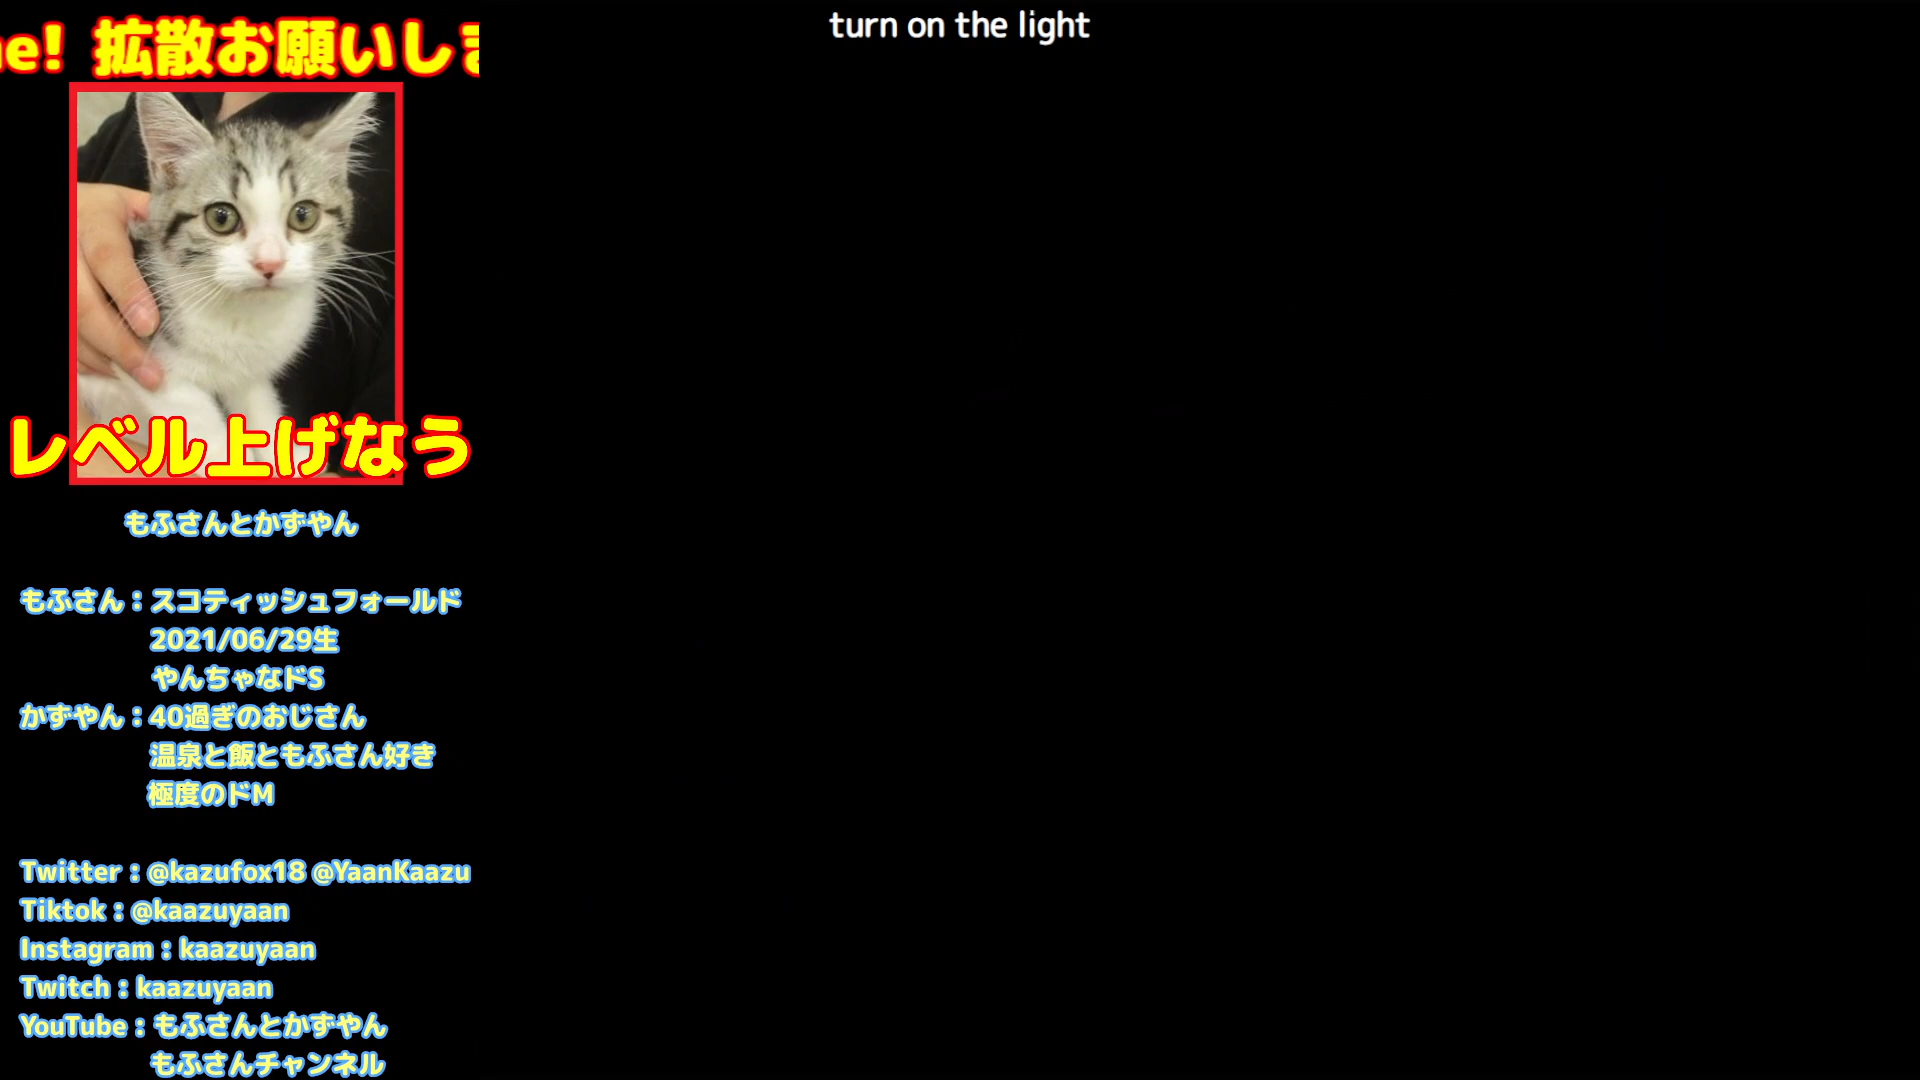 turn on the light
e! 拡散お願いしま
レベル上げなう
もふさんとかずやん
もふさん：スコティッシュフォールド
2021/06/29生
やんちゃなドS
かずやん：40過ぎのおじさん
温泉と飯ともふさん好き
極度のドM
Twitter：@kazufox18 @YaanKaazu
Tiktok：@kaazuyaan
Instagram：kaazuyaan
Twitch：kaazuyaan
YouTube：もふさんとかずやん
もふさんチャンネル